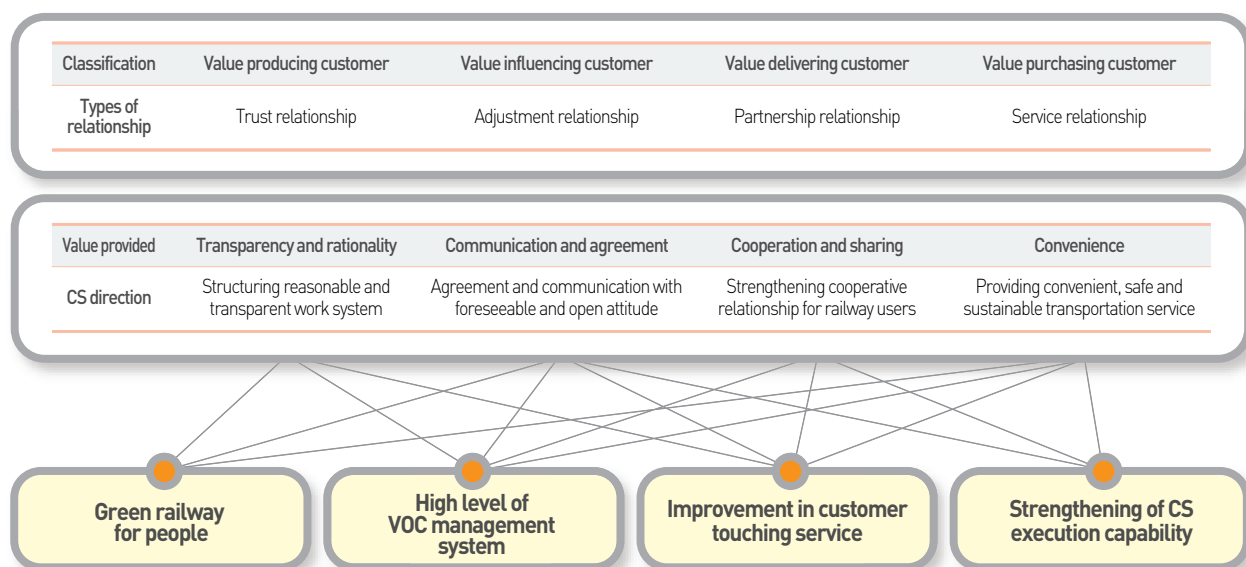 Classification Value producing customer Value influencing customer Value delivering customer Value purchasing customer
Types of
relationship Trust relationship Adjustment relationship Partnership relationship Service relationship
Value provided Transparency and rationality Communication and agreement Cooperation and sharing Convenience
CS direction
Structuring reasonable and
transparent work system
Agreement and communication with
foreseeable and open attitude
Strengthening cooperative
relationship for railway users
Providing convenient, safe and
sustainable transportation service
Green railway
for people
High level of
VOC management
system
Improvement in customer
touching service
Strengthening of CS
execution capability